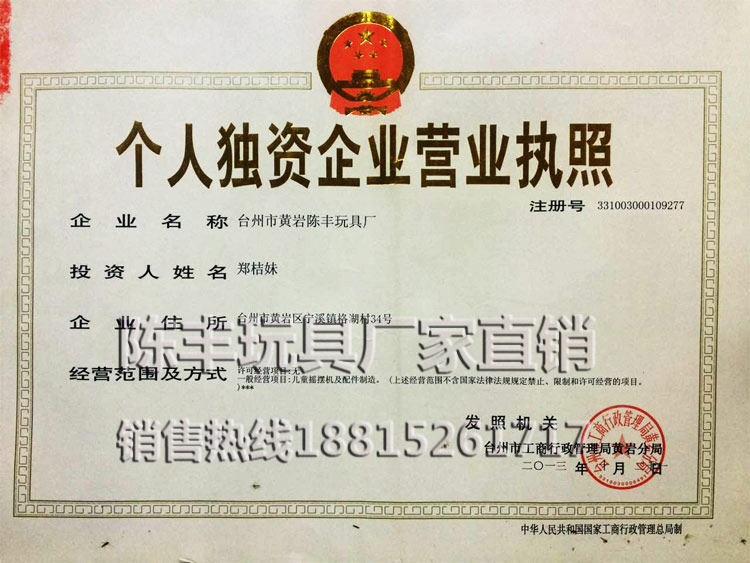 个人独资企业营业执照
注册号 331003000109277
企业名称 台州市黄岩陈丰玩具厂
投资人姓名 郑桔妹
企业住所 台州市黄岩区宁溪镇格湖村34号
陈丰玩具厂家直销
经营范围及方式 许可经营项目:无
一般经营项目:儿童摇摆机及配件制造。(上述经营范围不含国家法律法规规定禁止、限制和许可经营的项目。
)***
发照机关
销售热线18815261717
台州市工商行政管理局黄岩分局
二〇一三年 月 日
中华人民共和国国家工商行政管理总局制